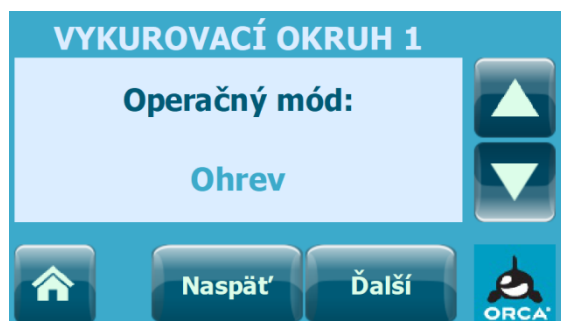 VYKUROVACÍ OKRUH 1
Operačný mód:
Ohrev
Naspäť
Ďalší
ORCA®